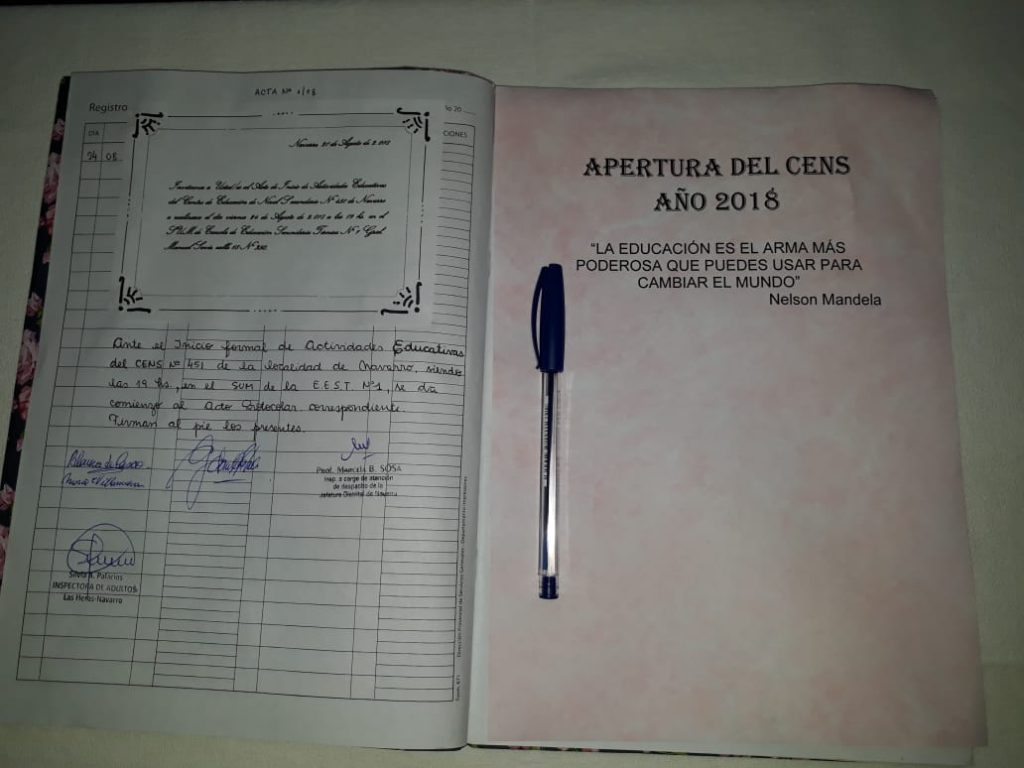 ACTA Nº 1/18
Registro
lo 20
DIA
CIONES
24 08
Navarro, 20 de Agosto de 2.018
Invitamos a Usted/es al Acto de Inicio de Actividades Educativas
del Centro de Educación de Nivel Secundario Nº 451 de Navarro
a realizarse el día viernes 24 de Agosto de 2.018 a las 19 hs. en el
S.U.M. de Escuela de Educación Secundaria Técnica Nº 1 Gral.
Manuel Savio calle
Ante el Inicio formal de Actividades Educativas
del CENS Nº 451 de la localidad de Navarro, siendo
las 19 hs., en el SUM de la E.E.S.T. Nº1, se da
comienzo al Acto Protocolar correspondiente.
Firman al pie los presentes.
Prof. Marcela B. SOSA
Insp. a cargo de atención
de despacho de la
Jefatura Distrital de Navarro
Silvia A. Palacios
INSPECTORA DE ADULTOS
Las Heras-Navarro
APERTURA DEL CENS
AÑO 2018
“LA EDUCACIÓN ES EL ARMA MÁS
PODEROSA QUE PUEDES USAR PARA
CAMBIAR EL MUNDO”
Nelson Mandela